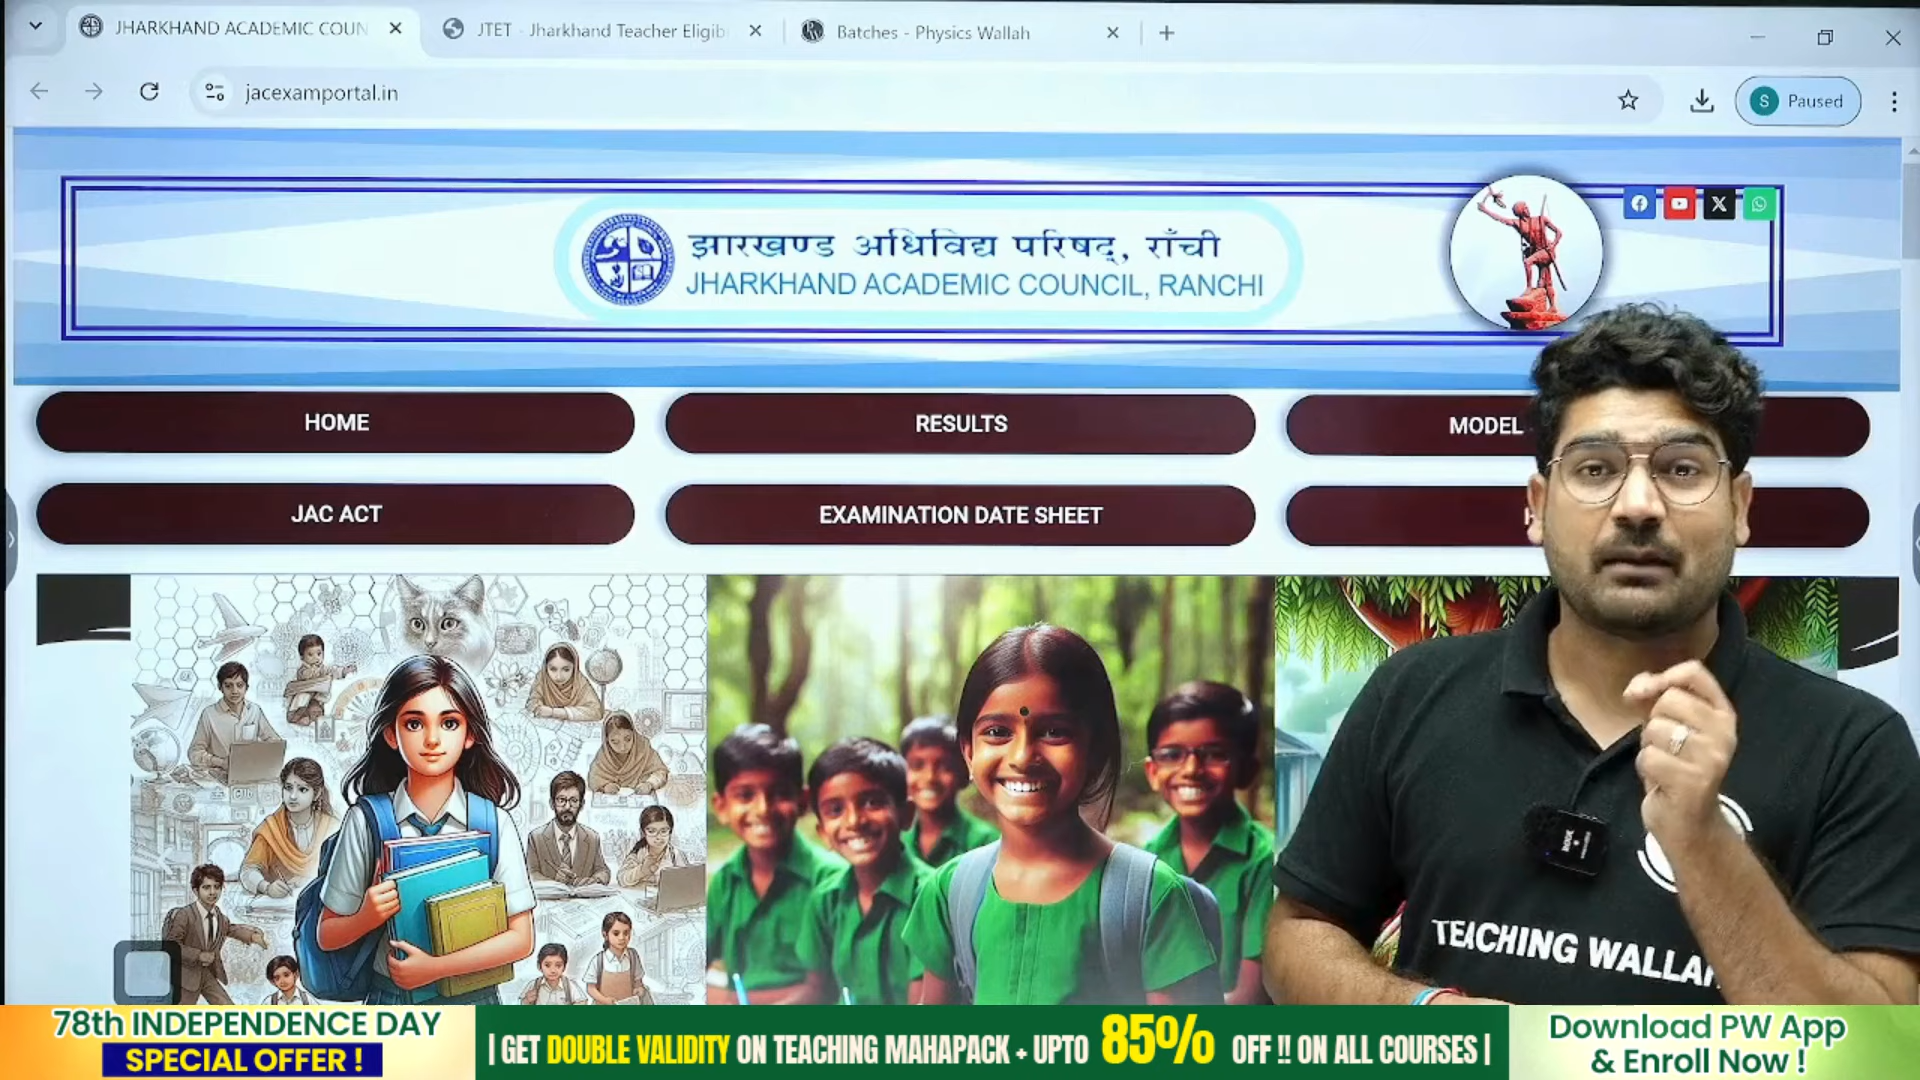 JHARKHAND ACADEMIC COUN
JTET - Jharkhand Teacher Eligib
Batches - Physics Wallah
jacexamportal.in
S Paused
झारखण्ड अधिविद्य परिषद्, राँची
JHARKHAND ACADEMIC COUNCIL, RANCHI
HOME
RESULTS
MODEL
JAC ACT
EXAMINATION DATE SHEET
TEACHING WALLAH
78th INDEPENDENCE DAY
SPECIAL OFFER !
| GET DOUBLE VALIDITY ON TEACHING MAHAPACK + UPTO 85% OFF !! ON ALL COURSES |
Download PW App
& Enroll Now !